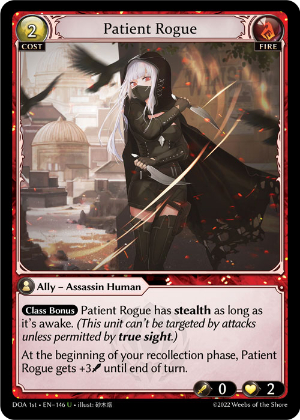 2
Patient Rogue
COST
FIRE
Ally – Assassin Human
Class Bonus Patient Rogue has stealth as long as
it's awake. (This unit can't be targeted by attacks
unless permitted by true sight.)
At the beginning of your recollection phase, Patient
Rogue gets +3 until end of turn.
0
2
DOA 1st • EN–146 U • illust: 砂木瑶
©2022 Weebs of the Shore